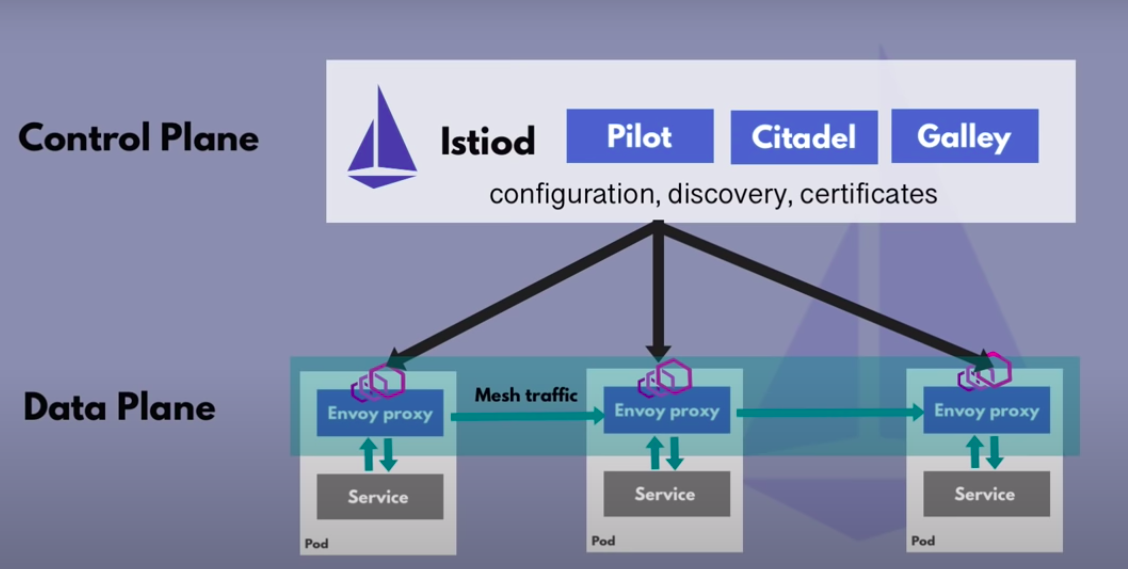 Control Plane
Istiod
Pilot
Citadel
Galley
configuration, discovery, certificates
Data Plane
Mesh traffic
Envoy proxy
Envoy proxy
Envoy proxy
Service
Service
Service
Pod
Pod
Pod